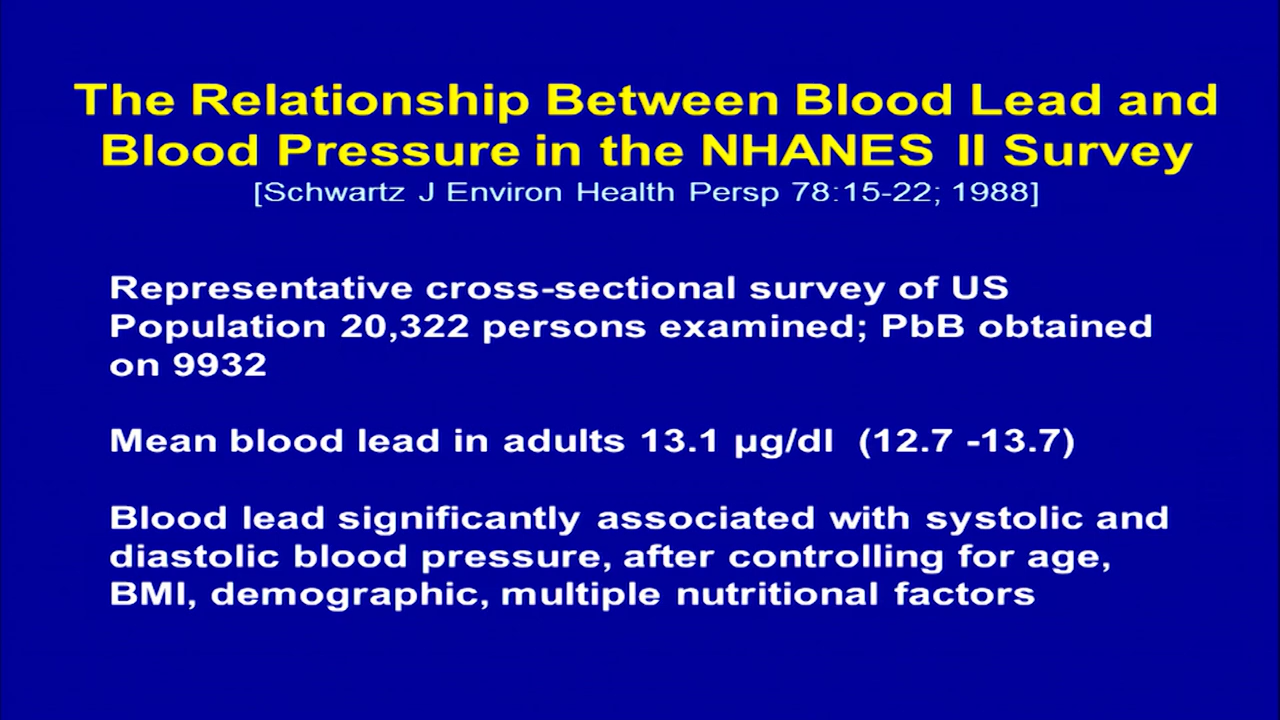 The Relationship Between Blood Lead and
Blood Pressure in the NHANES II Survey
[Schwartz J Environ Health Persp 78:15-22; 1988]
Representative cross-sectional survey of US
Population 20,322 persons examined; PbB obtained
on 9932
Mean blood lead in adults 13.1 µg/dl (12.7 -13.7)
Blood lead significantly associated with systolic and
diastolic blood pressure, after controlling for age,
BMI, demographic, multiple nutritional factors